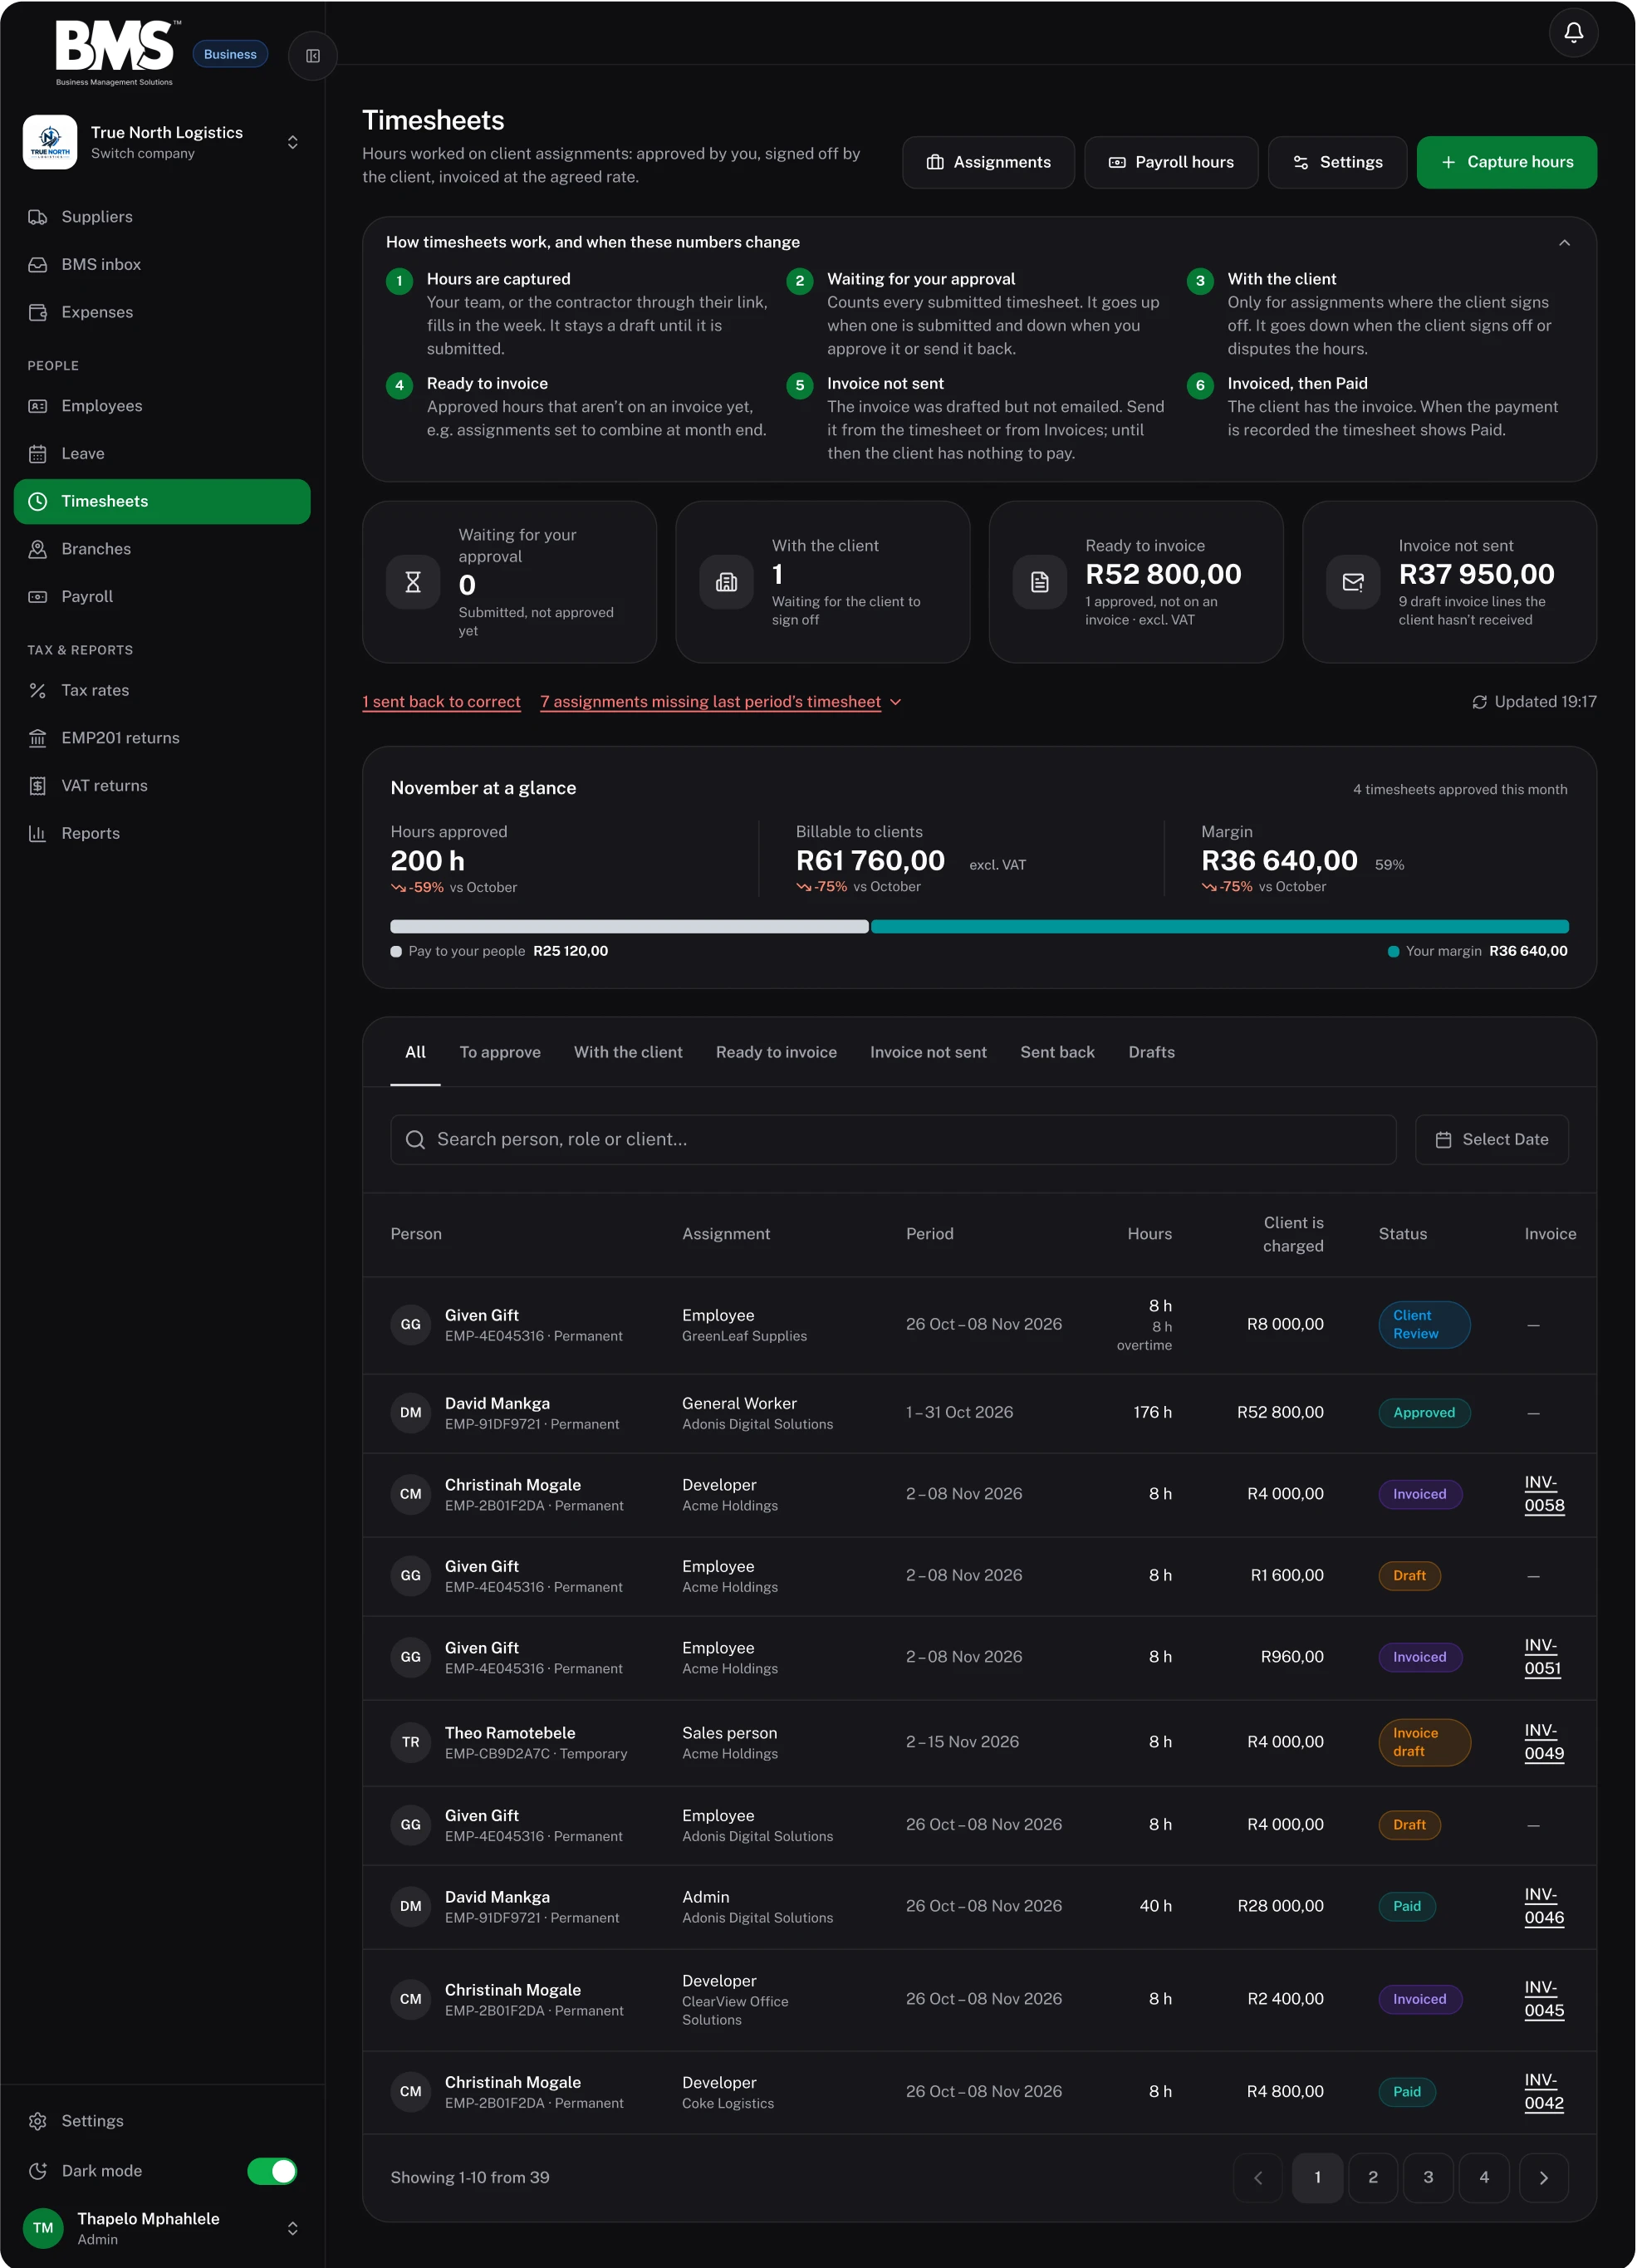 BMS™
Business Management Solutions
Business
True North Logistics
Switch company
TRUE NORTH
LOGISTICS
Suppliers
BMS inbox
Expenses
PEOPLE
Employees
Leave
Timesheets
Branches
Payroll
TAX & REPORTS
Tax rates
EMP201 returns
VAT returns
Reports
Settings
Dark mode
TM
Thapelo Mphahlele
Admin
Timesheets
Hours worked on client assignments: approved by you, signed off by
the client, invoiced at the agreed rate.
Assignments
Payroll hours
Settings
+ Capture hours
How timesheets work, and when these numbers change
1 Hours are captured
Your team, or the contractor through their link,
fills in the week. It stays a draft until it is
submitted.
2 Waiting for your approval
Counts every submitted timesheet. It goes up
when one is submitted and down when you
approve it or send it back.
3 With the client
Only for assignments where the client signs
off. It goes down when the client signs off or
disputes the hours.
4 Ready to invoice
Approved hours that aren't on an invoice yet,
e.g. assignments set to combine at month end.
5 Invoice not sent
The invoice was drafted but not emailed. Send
it from the timesheet or from Invoices; until
then the client has nothing to pay.
6 Invoiced, then Paid
The client has the invoice. When the payment
is recorded the timesheet shows Paid.
Waiting for your
approval
0
Submitted, not approved
yet
With the client
1
Waiting for the client to
sign off
Ready to invoice
R52 800,00
1 approved, not on an
invoice · excl. VAT
Invoice not sent
R37 950,00
9 draft invoice lines the
client hasn't received
1 sent back to correct
7 assignments missing last period's timesheet
Updated 19:17
November at a glance
4 timesheets approved this month
Hours approved
200 h
-59% vs October
Billable to clients
R61 760,00 excl. VAT
-75% vs October
Margin
R36 640,00 59%
-75% vs October
Pay to your people R25 120,00
Your margin R36 640,00
All
To approve
With the client
Ready to invoice
Invoice not sent
Sent back
Drafts
Search person, role or client...
Select Date
Person
Assignment
Period
Hours
Client is
charged
Status
Invoice
GG
Given Gift
EMP-4E045316 · Permanent
Employee
GreenLeaf Supplies
26 Oct – 08 Nov 2026
8 h
8 h
overtime
R8 000,00
Client
Review
—
DM
David Mankga
EMP-91DF9721 · Permanent
General Worker
Adonis Digital Solutions
1 – 31 Oct 2026
176 h
R52 800,00
Approved
—
CM
Christinah Mogale
EMP-2B01F2DA · Permanent
Developer
Acme Holdings
2 – 08 Nov 2026
8 h
R4 000,00
Invoiced
INV-
0058
GG
Given Gift
EMP-4E045316 · Permanent
Employee
Acme Holdings
2 – 08 Nov 2026
8 h
R1 600,00
Draft
—
GG
Given Gift
EMP-4E045316 · Permanent
Employee
Acme Holdings
2 – 08 Nov 2026
8 h
R960,00
Invoiced
INV-
0051
TR
Theo Ramotebele
EMP-CB9D2A7C · Temporary
Sales person
Acme Holdings
2 – 15 Nov 2026
8 h
R4 000,00
Invoice
draft
INV-
0049
GG
Given Gift
EMP-4E045316 · Permanent
Employee
Adonis Digital Solutions
26 Oct – 08 Nov 2026
8 h
R4 000,00
Draft
—
DM
David Mankga
EMP-91DF9721 · Permanent
Admin
Adonis Digital Solutions
26 Oct – 08 Nov 2026
40 h
R28 000,00
Paid
INV-
0046
CM
Christinah Mogale
EMP-2B01F2DA · Permanent
Developer
ClearView Office
Solutions
26 Oct – 08 Nov 2026
8 h
R2 400,00
Invoiced
INV-
0045
CM
Christinah Mogale
EMP-2B01F2DA · Permanent
Developer
Coke Logistics
26 Oct – 08 Nov 2026
8 h
R4 800,00
Paid
INV-
0042
Showing 1-10 from 39
1
2
3
4